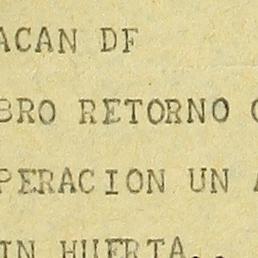 ACAN DF
BRO RETORNO
PERACION UN
IN HUERTA..